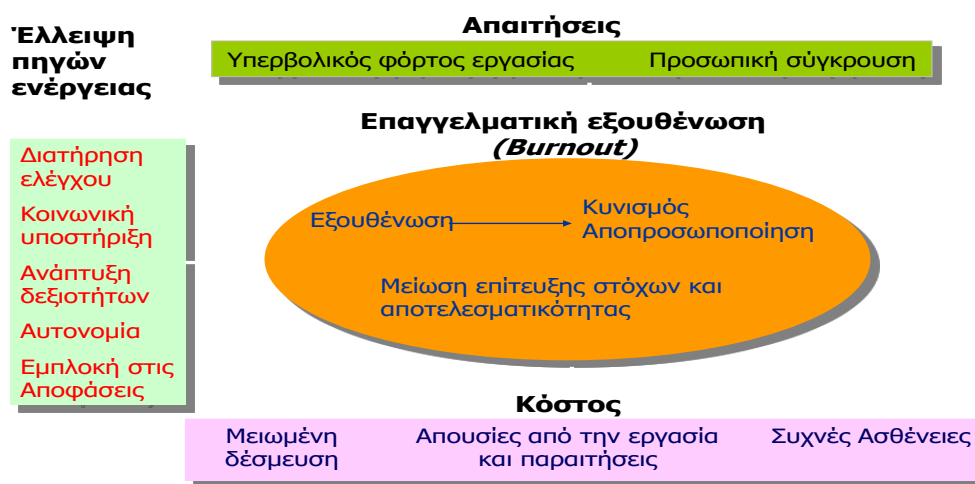 Έλλειψη
πηγών
ενέργειας
Απαιτήσεις
Υπερβολικός φόρτος εργασίας Προσωπική σύγκρουση
Επαγγελματική εξουθένωση
(Burnout)
Διατήρηση
ελέγχου
Κοινωνική
υποστήριξη
Ανάπτυξη
δεξιοτήτων
Αυτονομία
Εμπλοκή στις
Αποφάσεις
Εξουθένωση
Κυνισμός
Αποπροσωποποίηση
Μείωση επίτευξης στόχων και
αποτελεσματικότητας
Κόστος
Μειωμένη
δέσμευση
Απουσίες από την εργασία
και παραιτήσεις
Συχνές Ασθένειες